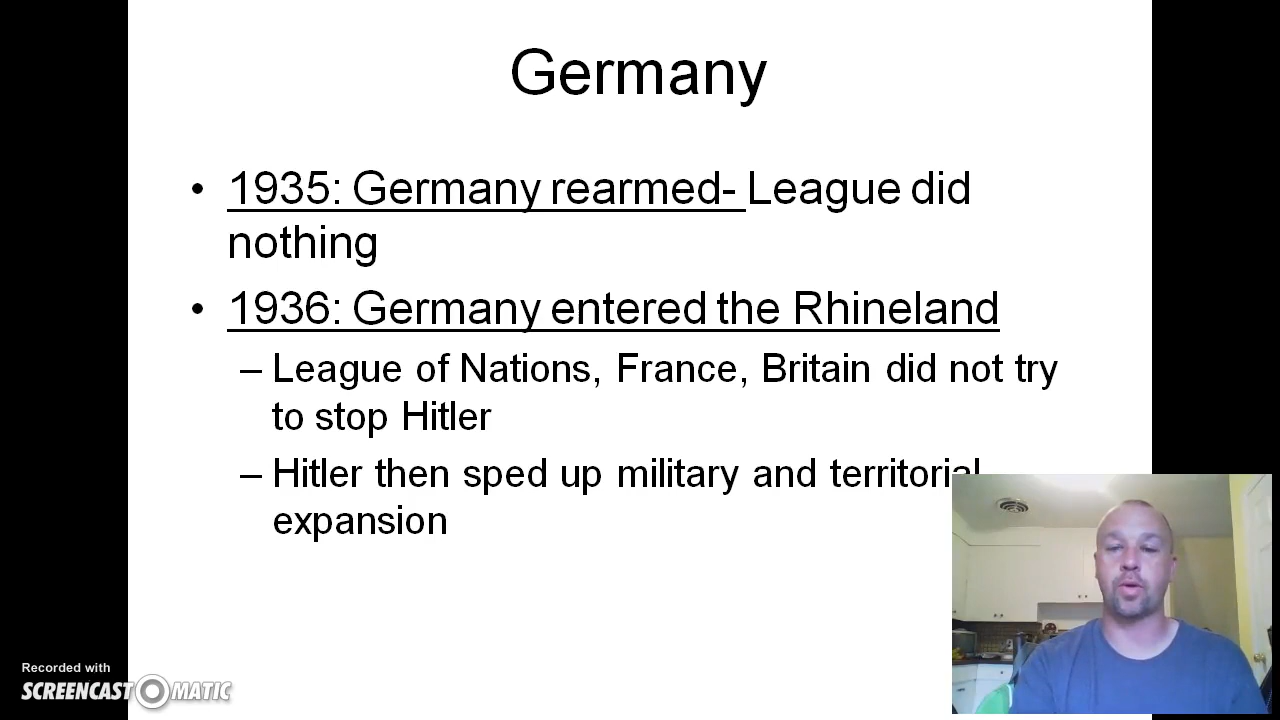 Germany
• 1935: Germany rearmed- League did
nothing
• 1936: Germany entered the Rhineland
– League of Nations, France, Britain did not try
to stop Hitler
– Hitler then sped up military and territorial
expansion
Recorded with
SCREENCAST MATIC